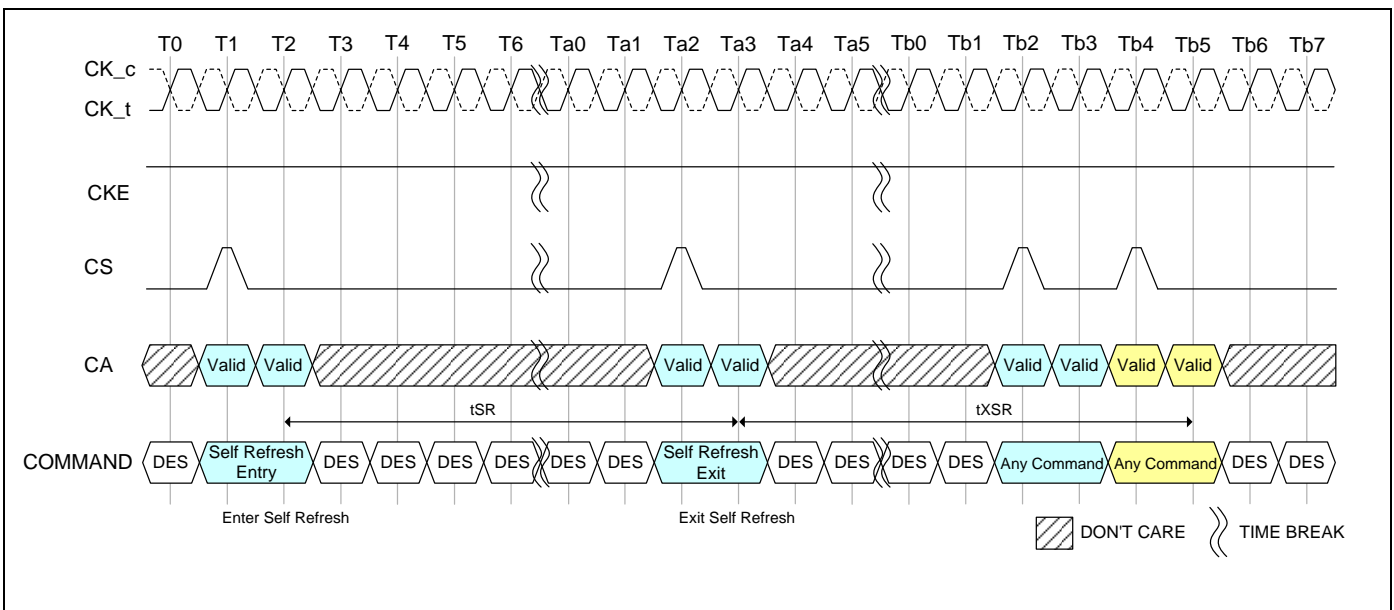 T0 T1 T2 T3 T4 T5 T6 Ta0 Ta1 Ta2 Ta3 Ta4 Ta5 Tb0 Tb1 Tb2 Tb3 Tb4 Tb5 Tb6 Tb7
CK_c
CK_t
CKE
CS
CA Valid Valid Valid Valid Valid Valid Valid Valid
tSR tXSR
COMMAND DES Self Refresh Entry DES DES DES DES DES DES Self Refresh Exit DES DES DES DES Any Command Any Command DES DES
Enter Self Refresh Exit Self Refresh
DON'T CARE TIME BREAK